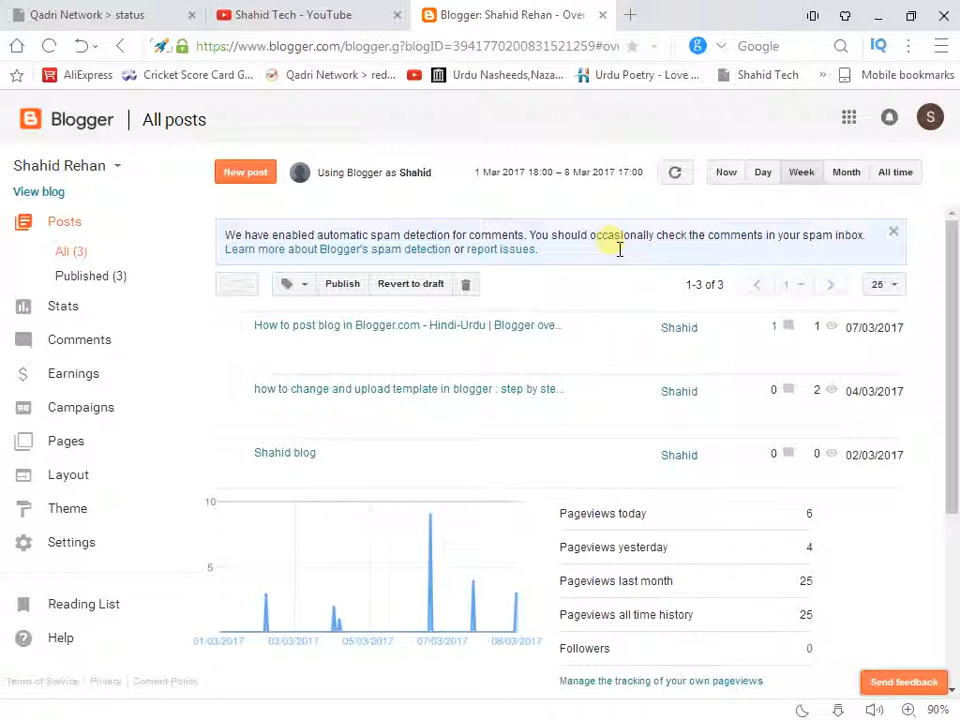 Qadri Network > status
Shahid Tech - YouTube
Blogger: Shahid Rehan - Ove
https://www.blogger.com/blogger.g?blogID=3941770200831521259#ov
Google
IQ
AliExpress
Cricket Score Card G...
Qadri Network > red...
Urdu Nasheeds,Naza...
Urdu Poetry - Love ...
Shahid Tech
»
Mobile bookmarks
Blogger
All posts
S
Shahid Rehan
View blog
New post
Using Blogger as Shahid
1 Mar 2017 18:00 – 8 Mar 2017 17:00
Now
Day
Week
Month
All time
Posts
All (3)
Published (3)
Stats
Comments
Earnings
Campaigns
Pages
Layout
Theme
Settings
Reading List
Help
Terms of Service
Privacy
Content Policy
We have enabled automatic spam detection for comments. You should occasionally check the comments in your spam inbox.
Learn more about Blogger's spam detection or report issues.
Publish
Revert to draft
1-3 of 3
1
25
How to post blog in Blogger.com - Hindi-Urdu | Blogger ove...
Shahid
1
1
07/03/2017
how to change and upload template in blogger : step by ste...
Shahid
0
2
04/03/2017
Shahid blog
Shahid
0
0
02/03/2017
10
5
01/03/2017
03/03/2017
05/03/2017
07/03/2017
08/03/2017
Pageviews today 6
Pageviews yesterday 4
Pageviews last month 25
Pageviews all time history 25
Followers 0
Manage the tracking of your own pageviews
Send feedback
90%